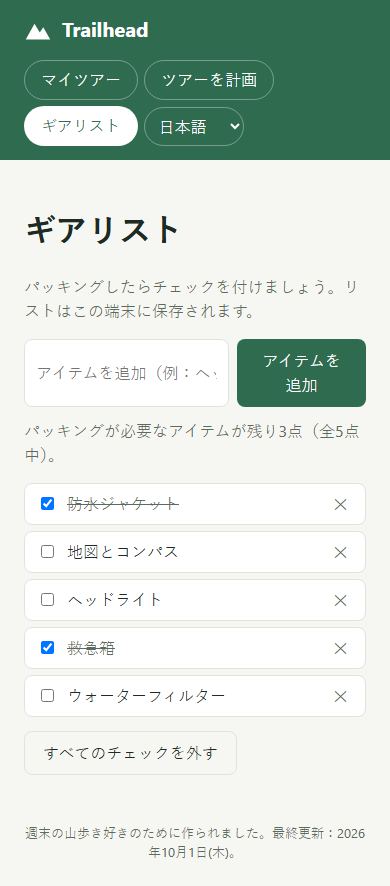 Trailhead
マイツアー
ツアーを計画
ギアリスト
日本語
ギアリスト
パッキングしたらチェックを付けましょう。リ
ストはこの端末に保存されます。
アイテムを追加（例：ヘッ
アイテムを
追加
パッキングが必要なアイテムが残り3点（全5点
中）。
防水ジャケット
地図とコンパス
ヘッドライト
救急箱
ウォーターフィルター
すべてのチェックを外す
週末の山歩き好きのために作られました。最終更新：2026
年10月1日(木)。